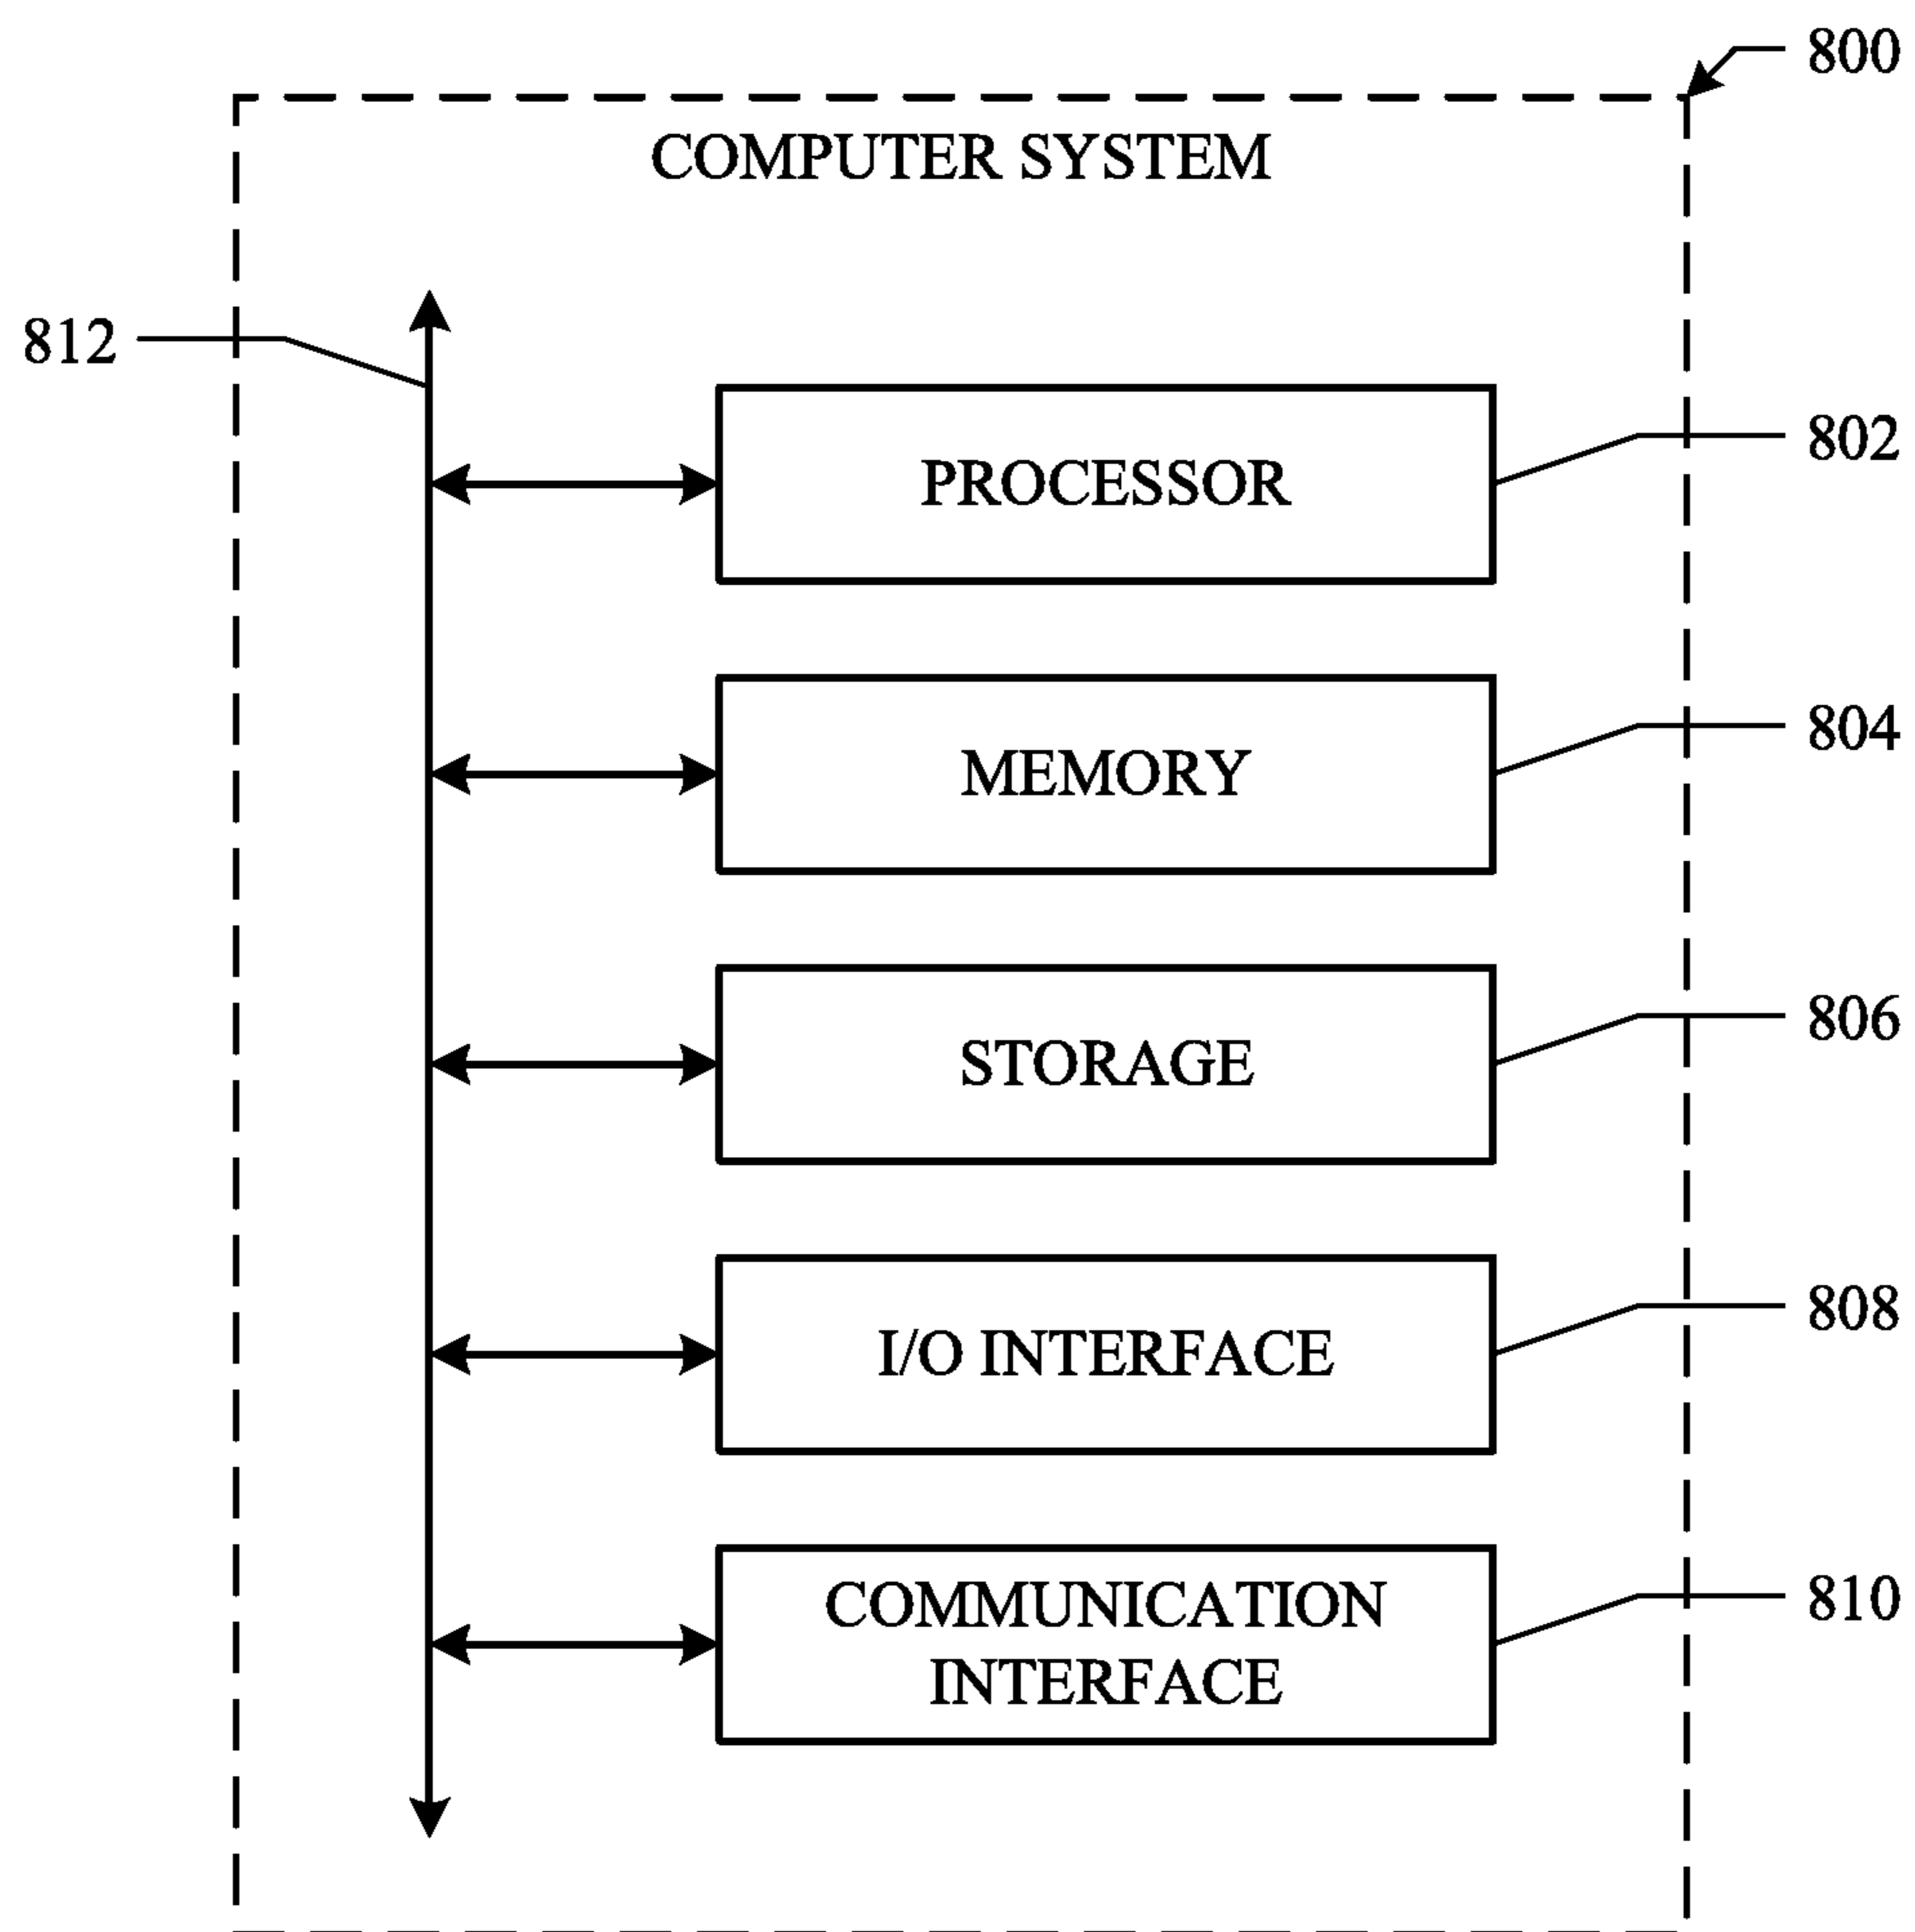 800
COMPUTER SYSTEM
812
802
PROCESSOR
804
MEMORY
806
STORAGE
808
I/O INTERFACE
810
COMMUNICATION
INTERFACE